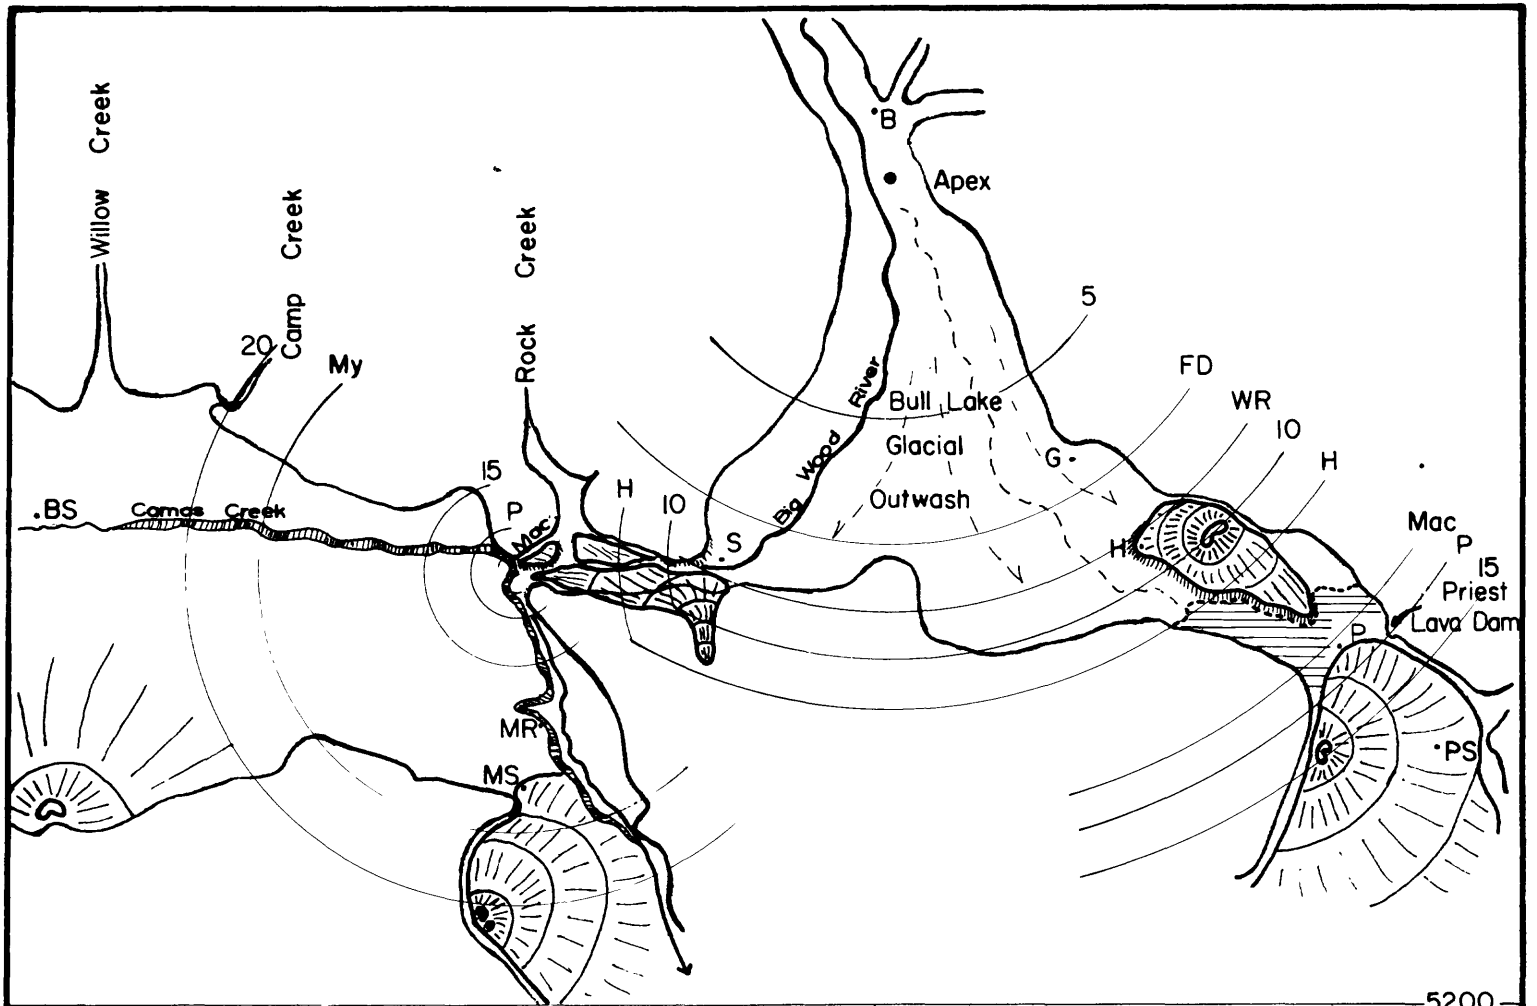 Willow Creek
Camp Creek
Rock Creek
B
Apex
20
My
5
FD
WR
10
H
15
P
Mac.
H
10
River
Wood
Big
Bull Lake
Glacial
Outwash
G
S
.BS
Camas Creek
H
Mac
P
15
Priest
Lava Dam
P
PS
MR
MS
5200